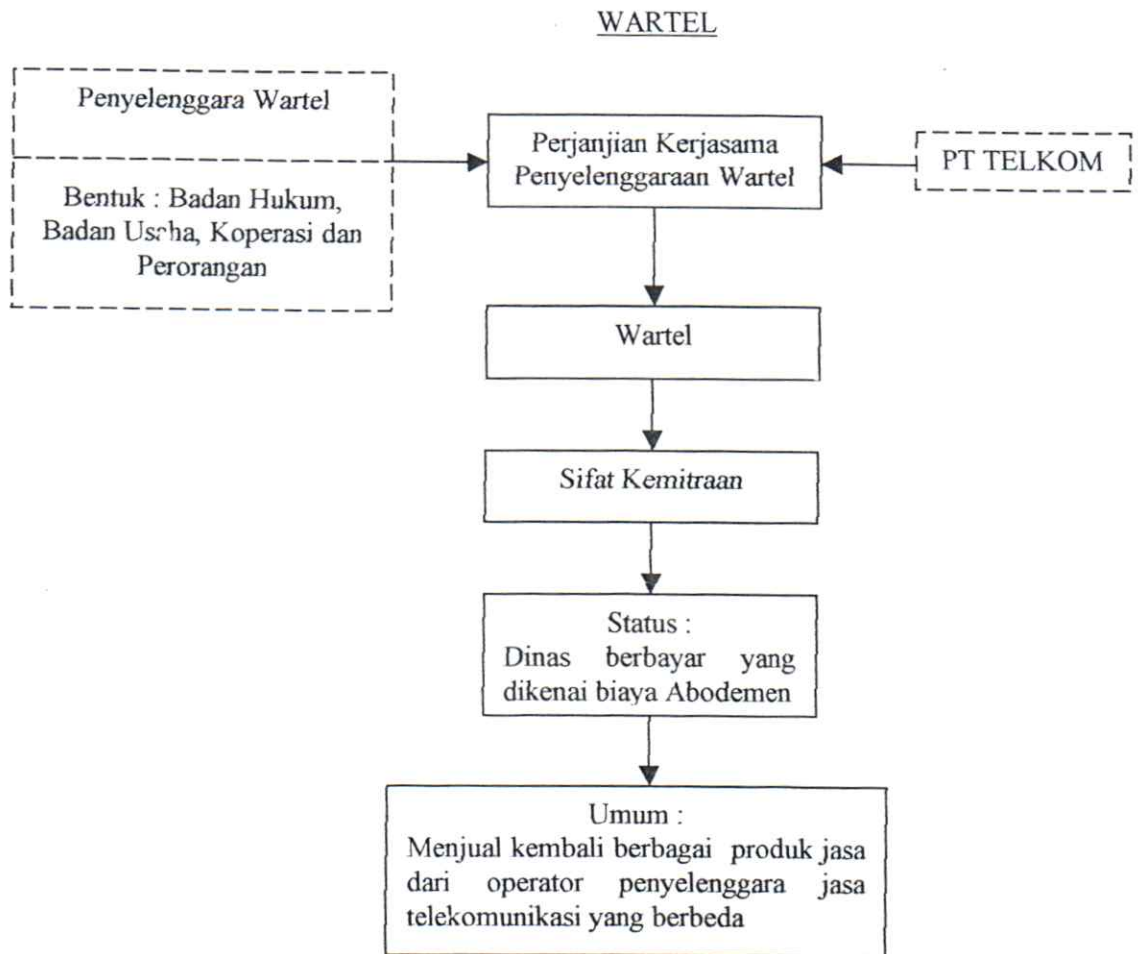 WARTEL
Penyelenggara Wartel
Bentuk : Badan Hukum,
Badan Usaha, Koperasi dan
Perorangan
Perjanjian Kerjasama
Penyelenggaraan Wartel
PT TELKOM
Wartel
Sifat Kemitraan
Status :
Dinas berbayar yang
dikenai biaya Abodemen
Umum :
Menjual kembali berbagai produk jasa
dari operator penyelenggara jasa
telekomunikasi yang berbeda